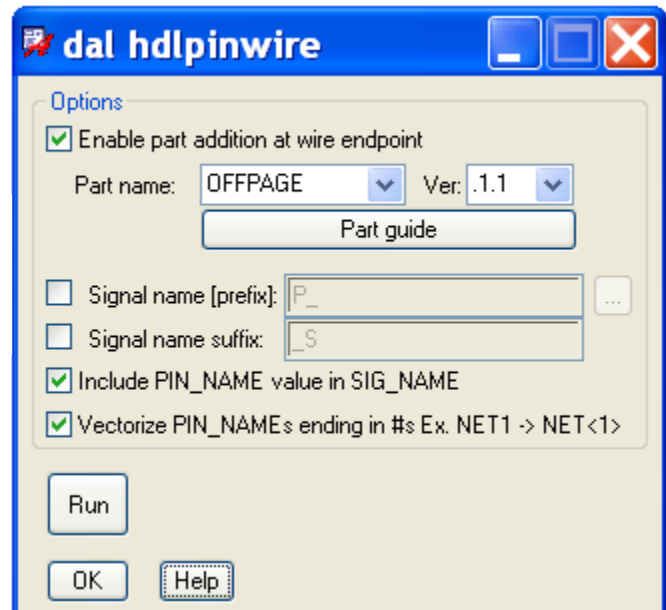 dal hdlpinwire
Options
Enable part addition at wire endpoint
Part name: OFFPAGE Ver: .1.1
Part guide
Signal name [prefix]: P_ ...
Signal name suffix: _S
Include PIN_NAME value in SIG_NAME
Vectorize PIN_NAMEs ending in #s Ex. NET1 -> NET<1>
Run
OK Help